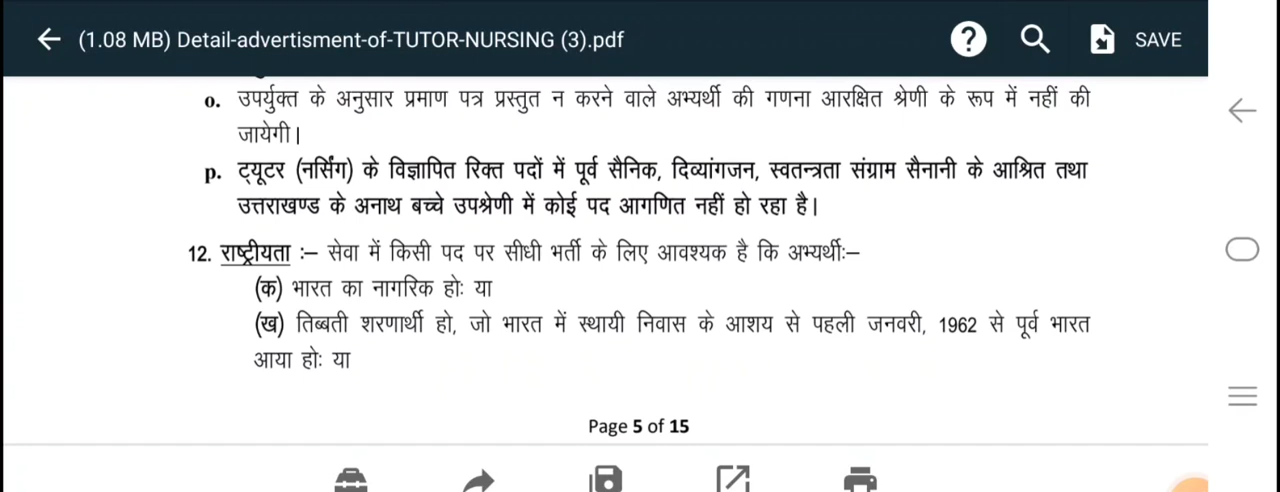 (1.08 MB) Detail-advertisment-of-TUTOR-NURSING (3).pdf
SAVE
o. उपर्युक्त के अनुसार प्रमाण पत्र प्रस्तुत न करने वाले अभ्यर्थी की गणना आरक्षित श्रेणी के रूप में नहीं की
जायेगी।
p. ट्यूटर (नर्सिंग) के विज्ञापित रिक्त पदों में पूर्व सैनिक, दिव्यांगजन, स्वतन्त्रता संग्राम सैनानी के आश्रित तथा
उत्तराखण्ड के अनाथ बच्चे उपश्रेणी में कोई पद आगणित नहीं हो रहा है।
12. राष्ट्रीयता :– सेवा में किसी पद पर सीधी भर्ती के लिए आवश्यक है कि अभ्यर्थीः–
(क) भारत का नागरिक होः या
(ख) तिब्बती शरणार्थी हो, जो भारत में स्थायी निवास के आशय से पहली जनवरी, 1962 से पूर्व भारत
आया होः या
Page 5 of 15